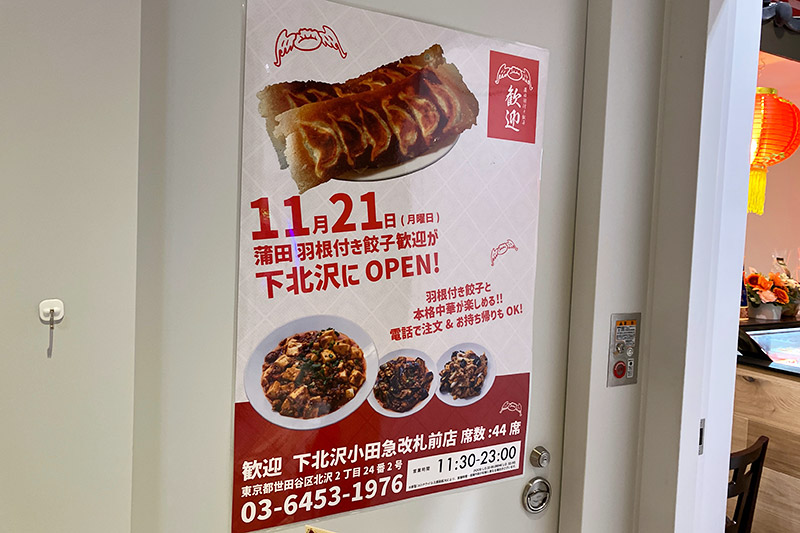 歓迎
11月21日(月曜日)
蒲田 羽根付き餃子歓迎が
下北沢にOPEN!
羽根付き餃子と
本格中華が楽しめる!!
電話で注文&お持ち帰りもOK!
歓迎 下北沢小田急改札前店 席数:44席
東京都世田谷区北沢2丁目24番2号
03-6453-1976
営業時間 11:30-23:00